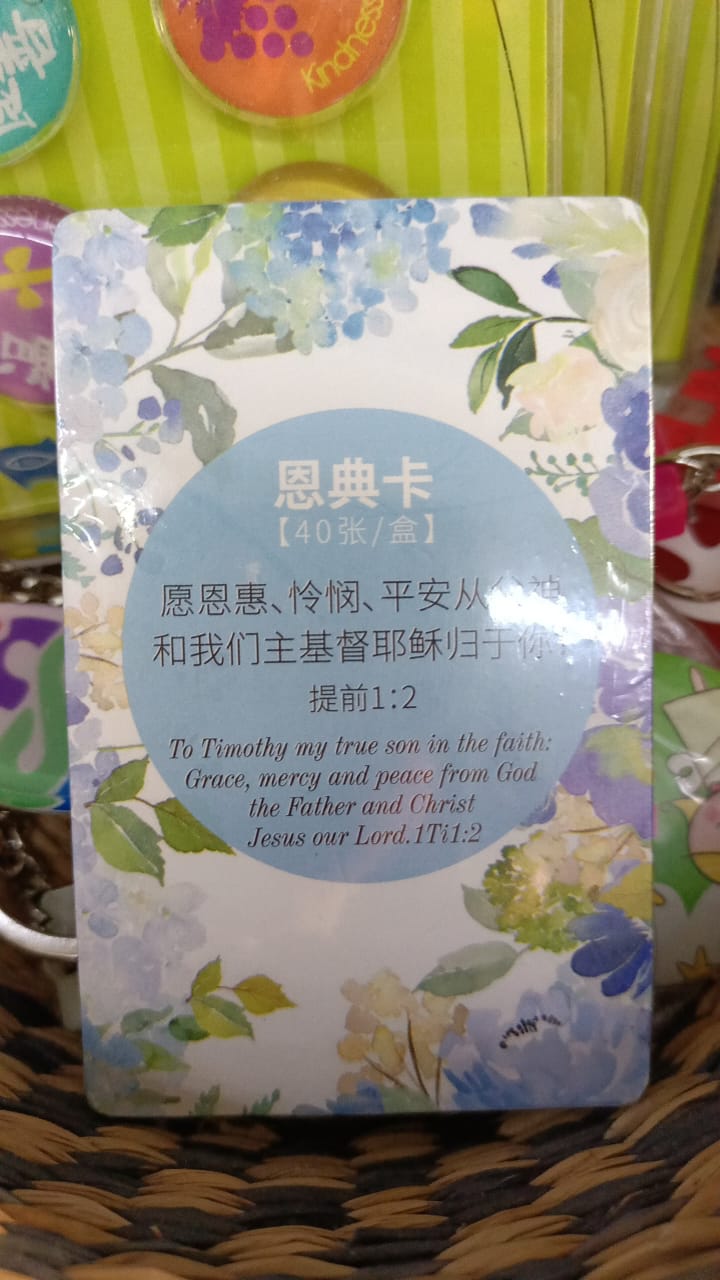 Kindness
恩典卡
【40张/盒】
愿恩惠、怜悯、平安从父神
和我们主基督耶稣归于你!
提前1:2
To Timothy my true son in the faith:
Grace, mercy and peace from God
the Father and Christ
Jesus our Lord.1Ti1:2